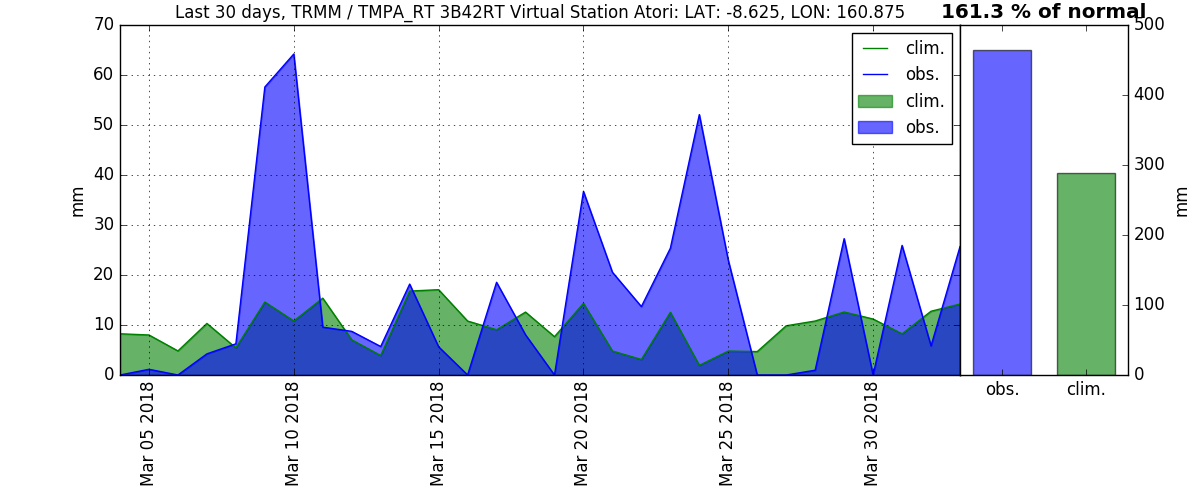 Last 30 days, TRMM / TMPA_RT 3B42RT Virtual Station Atori: LAT: -8.625, LON: 160.875
161.3 % of normal
70
60
50
40
30
20
10
0
mm
clim.
obs.
clim.
obs.
500
400
300
200
100
0
mm
Mar 05 2018
Mar 10 2018
Mar 15 2018
Mar 20 2018
Mar 25 2018
Mar 30 2018
obs.
clim.